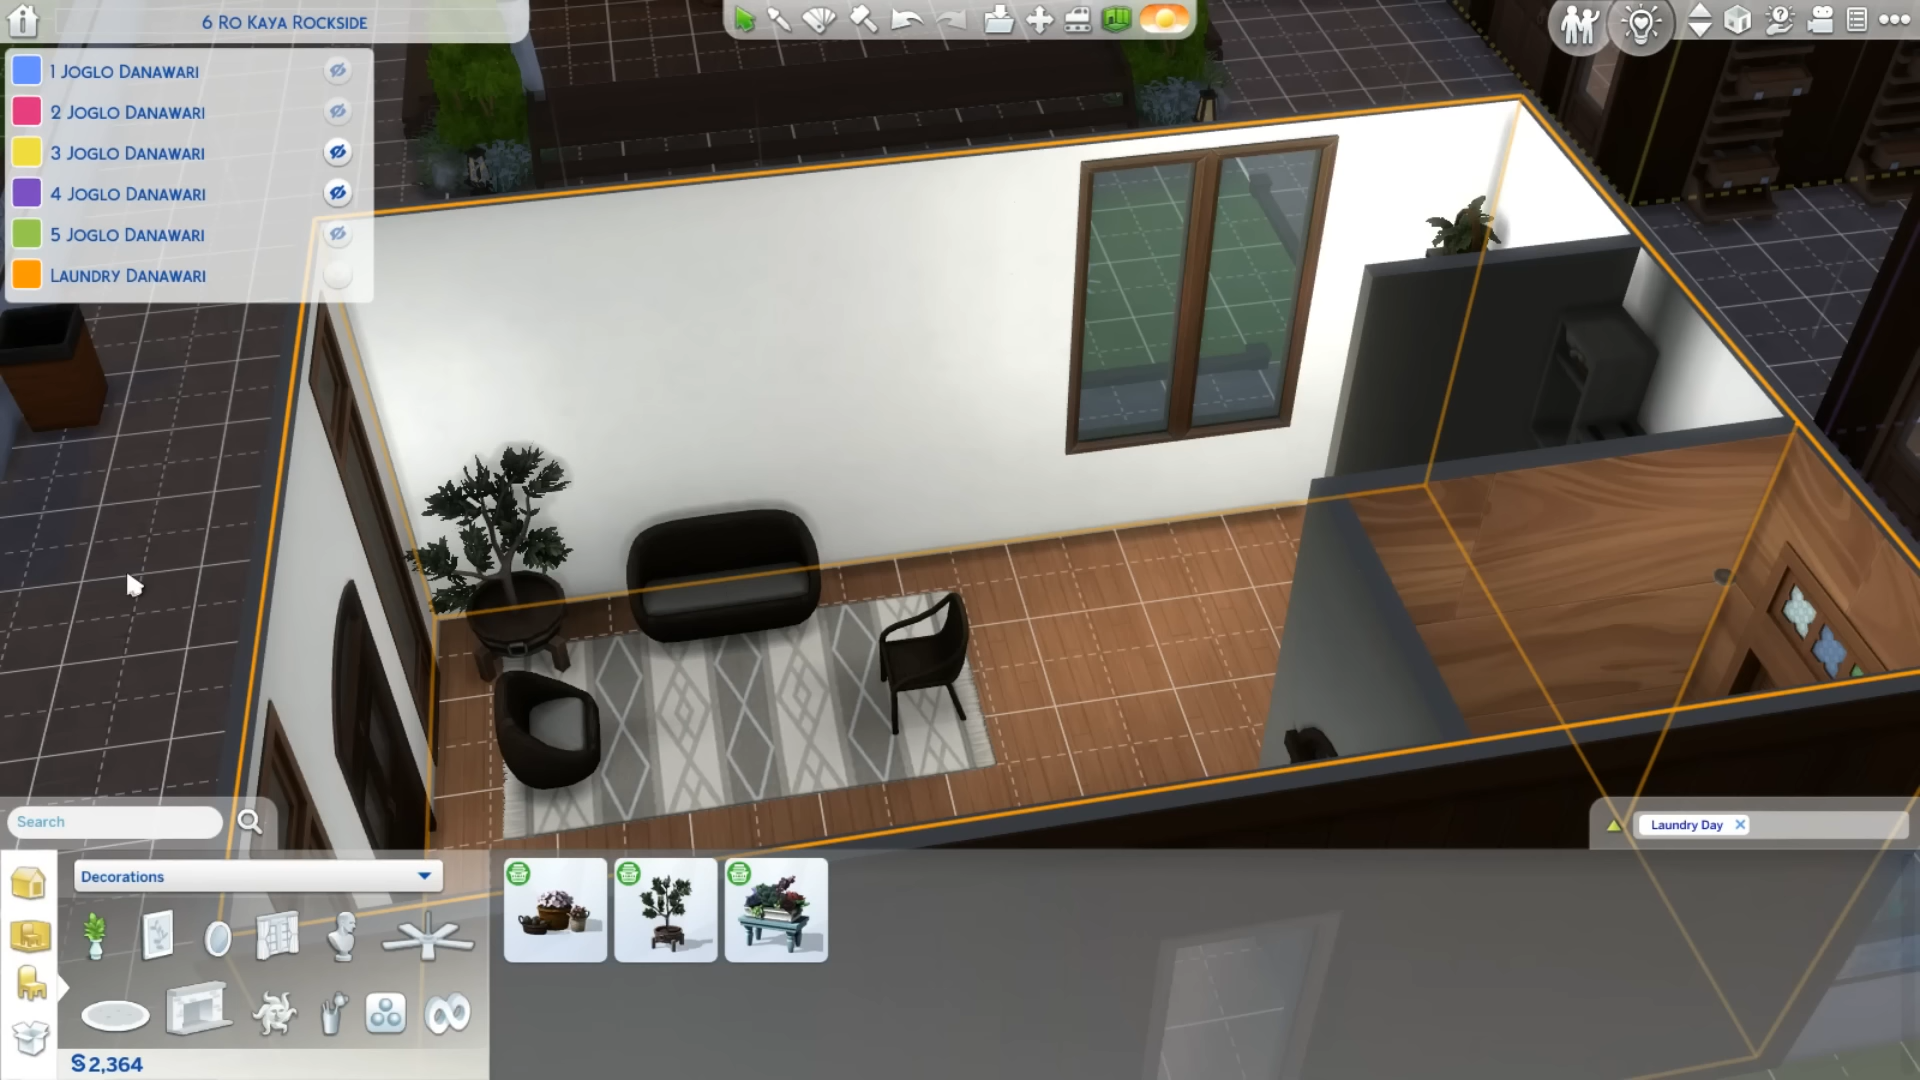 6 Ro Kaya Rockside
1 Joglo Danawari
2 Joglo Danawari
3 Joglo Danawari
4 Joglo Danawari
5 Joglo Danawari
Laundry Danawari
Search
Laundry Day
Decorations
§2,364